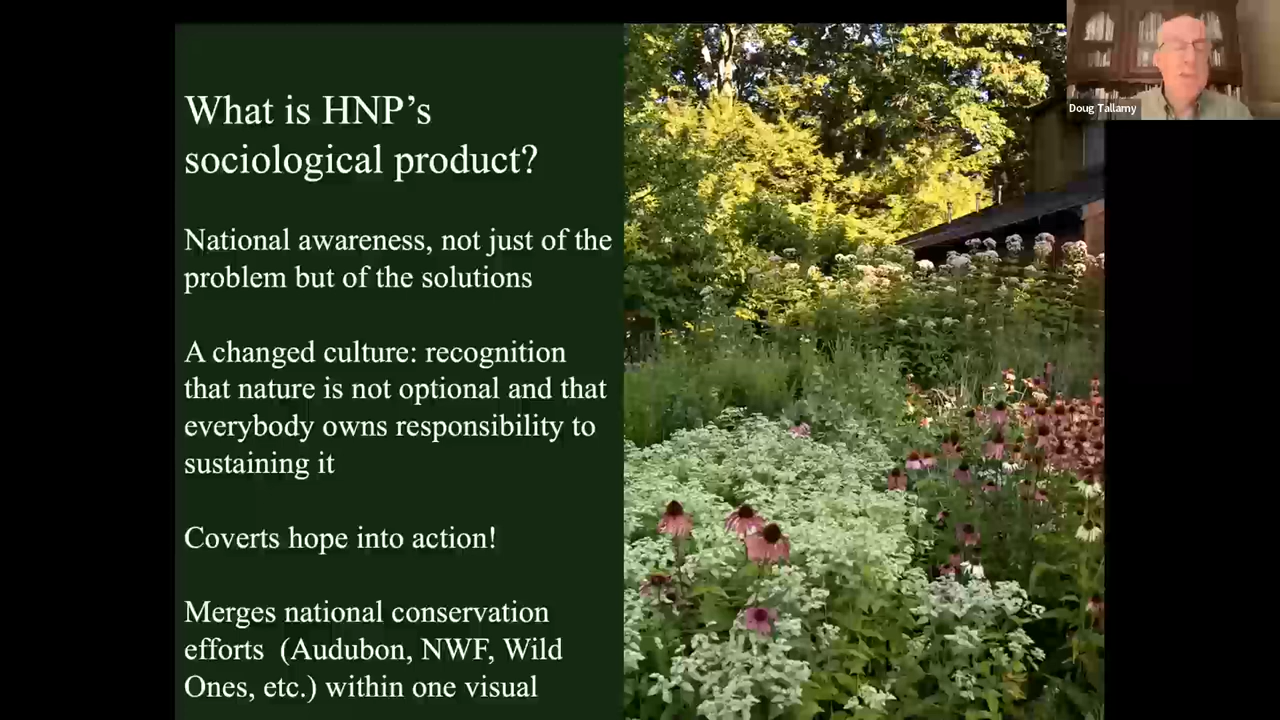 What is HNP’s
sociological product?
National awareness, not just of the
problem but of the solutions
A changed culture: recognition
that nature is not optional and that
everybody owns responsibility to
sustaining it
Coverts hope into action!
Merges national conservation
efforts (Audubon, NWF, Wild
Ones, etc.) within one visual
Doug Tallamy